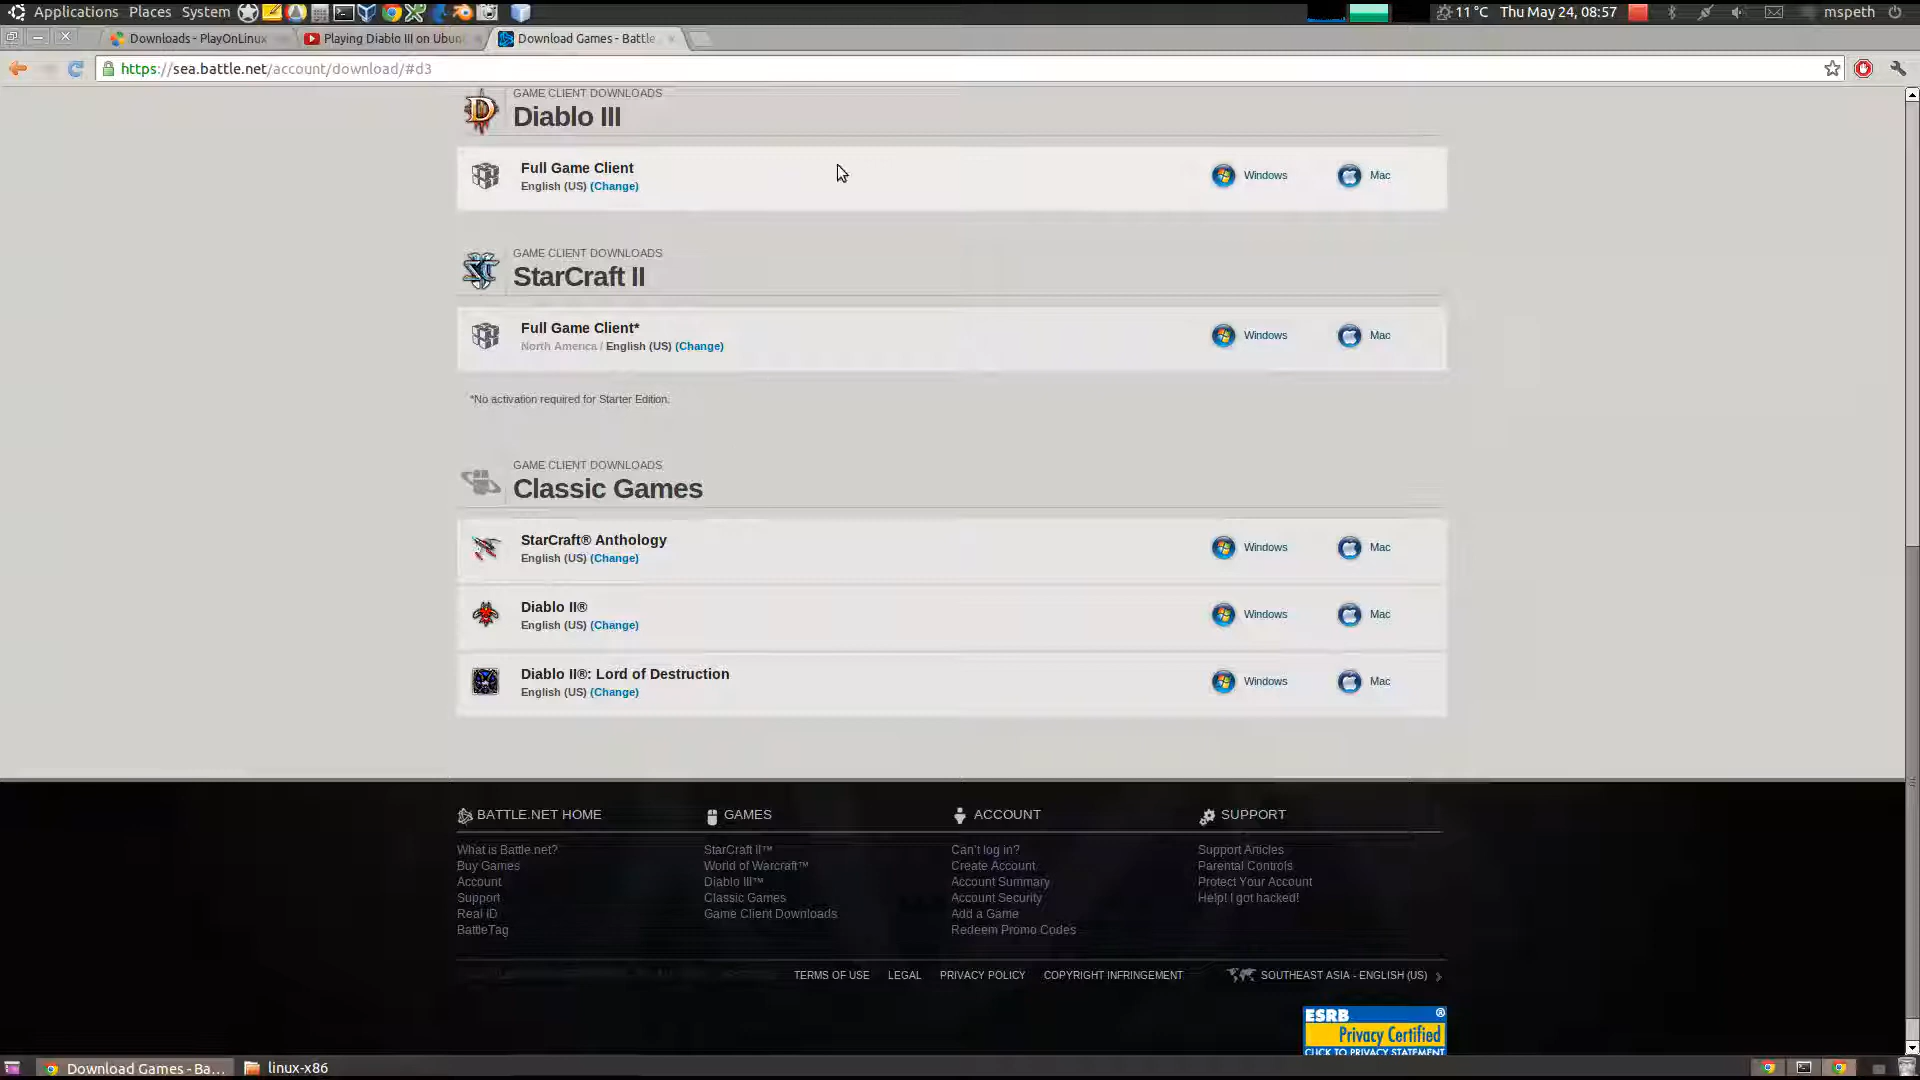 Applications Places System
11 °C Thu May 24, 08:57 mspeth
Downloads - PlayOnLinux
Playing Diablo III on Ubun
Download Games - Battle
https://sea.battle.net/account/download/#d3
GAME CLIENT DOWNLOADS
Diablo III
Full Game Client
English (US) (Change)
Windows Mac
GAME CLIENT DOWNLOADS
StarCraft II
Full Game Client*
North America / English (US) (Change)
Windows Mac
*No activation required for Starter Edition.
GAME CLIENT DOWNLOADS
Classic Games
StarCraft® Anthology
English (US) (Change)
Windows Mac
Diablo II®
English (US) (Change)
Windows Mac
Diablo II®: Lord of Destruction
English (US) (Change)
Windows Mac
BATTLE.NET HOME
What is Battle.net?
Buy Games
Account
Support
Real ID
BattleTag
GAMES
StarCraft II™
World of Warcraft™
Diablo III™
Classic Games
Game Client Downloads
ACCOUNT
Can't log in?
Create Account
Account Summary
Account Security
Add a Game
Redeem Promo Codes
SUPPORT
Support Articles
Parental Controls
Protect Your Account
Help! I got hacked!
TERMS OF USE LEGAL PRIVACY POLICY COPYRIGHT INFRINGEMENT SOUTHEAST ASIA - ENGLISH (US)
ESRB ®
Privacy Certified
CLICK TO PRIVACY STATEMENT
Download Games - Ba...
linux-x86